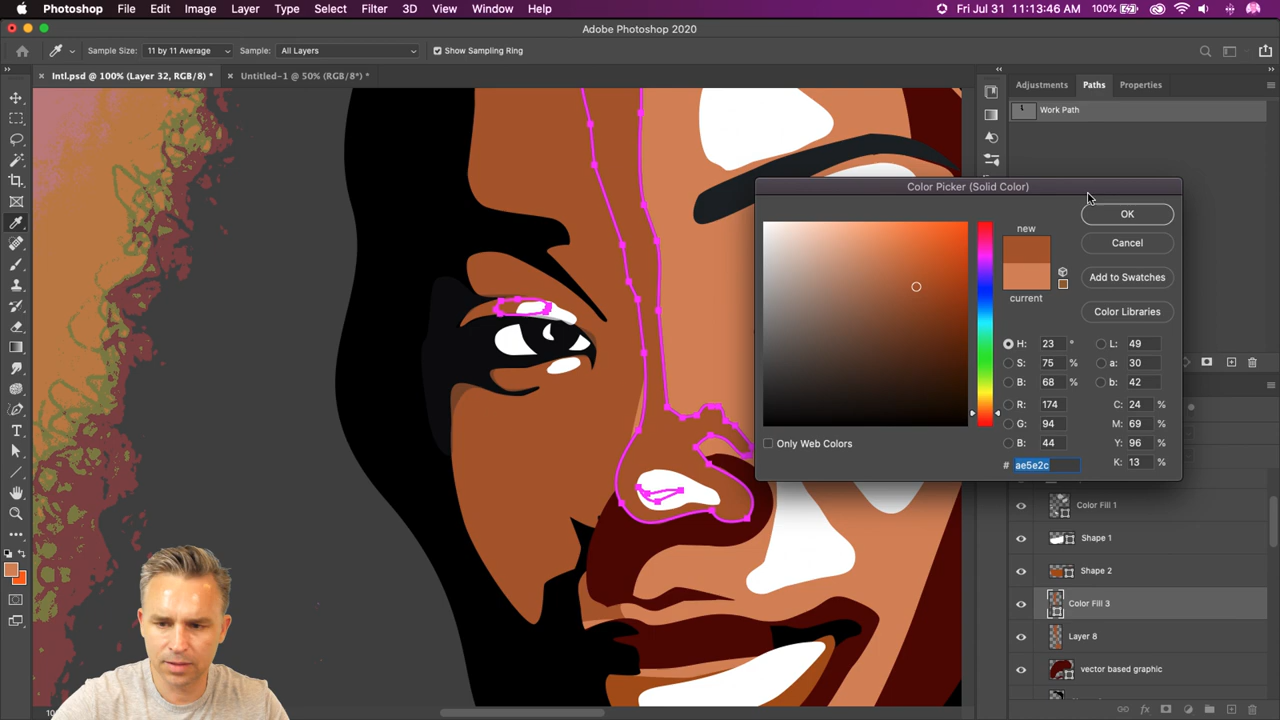 Photoshop File Edit Image Layer Type Select Filter 3D View Window Help 100% Fri Jul 31 11:13:46 AM
Adobe Photoshop 2020
Sample Size: 11 by 11 Average Sample: All Layers Show Sampling Ring
Intl.psd @ 100% (Layer 32, RGB/8) * Untitled-1 @ 50% (RGB/8*) *
Adjustments Paths Properties
Work Path
Color Picker (Solid Color)
OK
new
Cancel
Add to Swatches
current
Color Libraries
H: 23 ° L: 49
S: 75 % a: 30
B: 68 % b: 42
R: 174 C: 24 %
G: 94 M: 69 %
Only Web Colors B: 44 Y: 96 %
# ae5e2c K: 13 %
Color Fill 1
Shape 1
Shape 2
Color Fill 3
Layer 8
vector based graphic